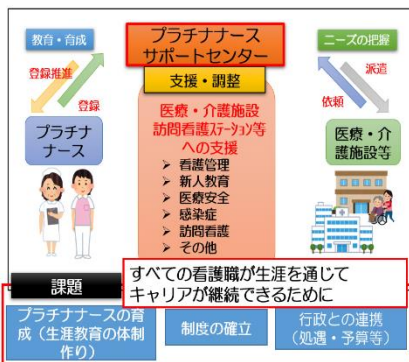 教育・育成
プラチナナース
サポートセンター
ニーズの把握
支援・調整
登録推進
登録
派遣
依頼
医療・介護施設
訪問看護ステーション等
への支援
➢ 看護管理
➢ 新人教育
➢ 医療安全
➢ 感染症
➢ 訪問看護
➢ その他
プラチナ
ナース
医療・介
護施設等
すべての看護職が生涯を通じて
キャリアが継続できるために
課題
プラチナナースの育
成（生涯教育の体制
作り）
制度の確立
行政との連携
（処遇・予算等）